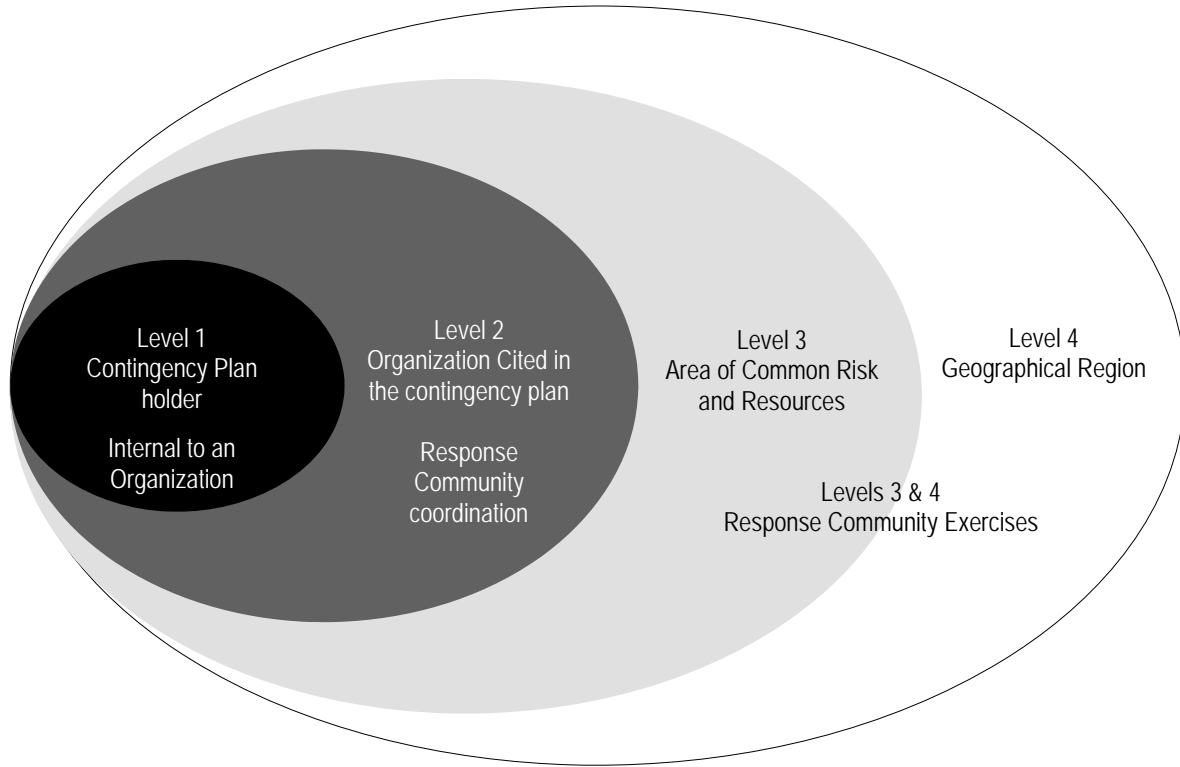 Level 1
Contingency Plan
holder
Internal to an
Organization
Level 2
Organization Cited in
the contingency plan
Response
Community
coordination
Level 3
Area of Common Risk
and Resources
Level 4
Geographical Region
Levels 3 & 4
Response Community Exercises